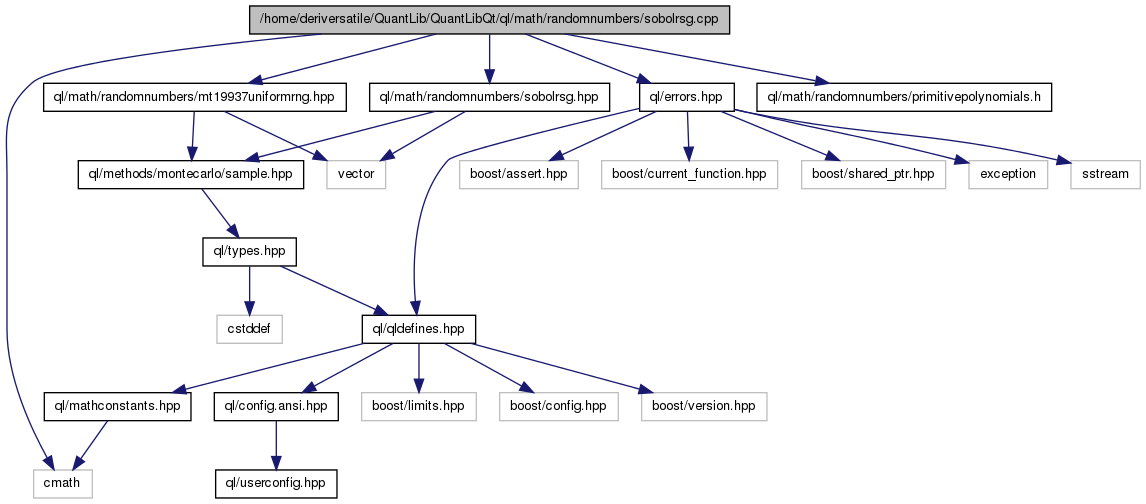 /home/deriversatile/QuantLib/QuantLibQt/ql/math/randomnumbers/sobolrsg.cpp
ql/math/randomnumbers/mt19937uniformrng.hpp
ql/math/randomnumbers/sobolrsg.hpp
ql/errors.hpp
ql/math/randomnumbers/primitivepolynomials.h
ql/methods/montecarlo/sample.hpp
vector
boost/assert.hpp
boost/current_function.hpp
boost/shared_ptr.hpp
exception
sstream
ql/types.hpp
cstddef
ql/qldefines.hpp
ql/mathconstants.hpp
ql/config.ansi.hpp
boost/limits.hpp
boost/config.hpp
boost/version.hpp
cmath
ql/userconfig.hpp